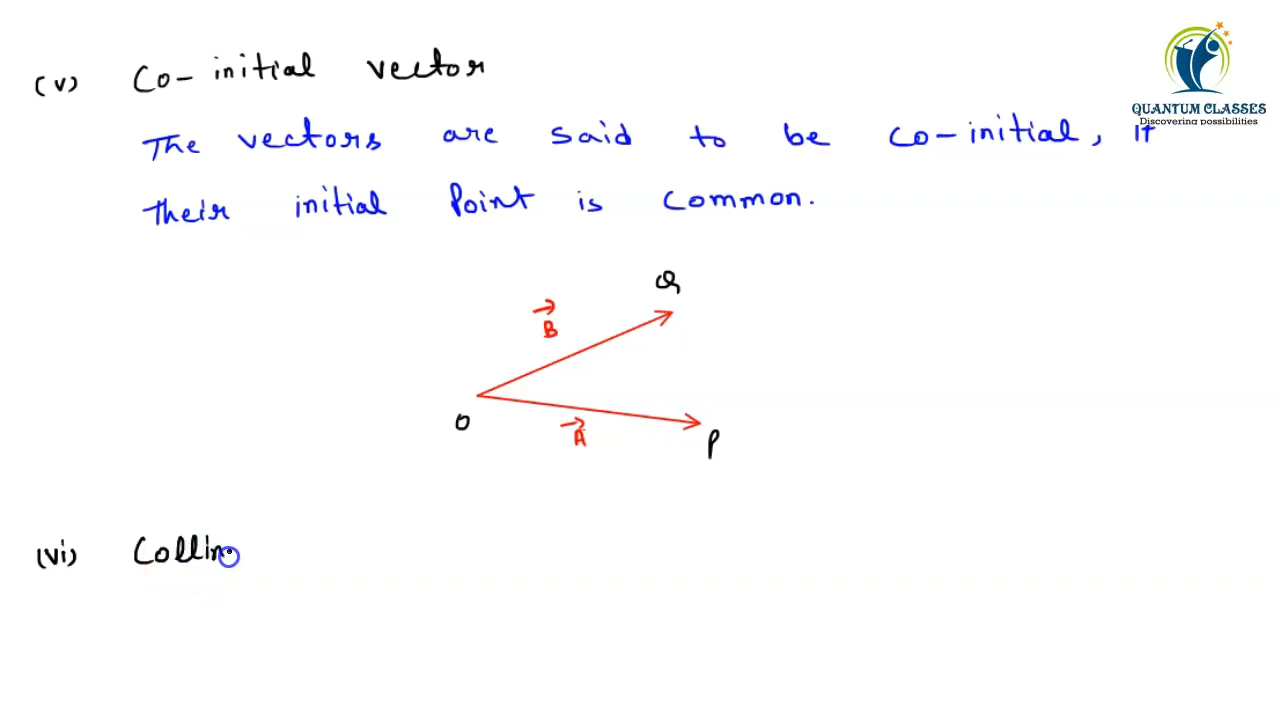 (v) Co-initial vector
The vectors are said to be co-initial, if
Their initial Point is common.
Q
B
O
A
P
(vi) Collin
QUANTUM CLASSES
Discovering possibilities